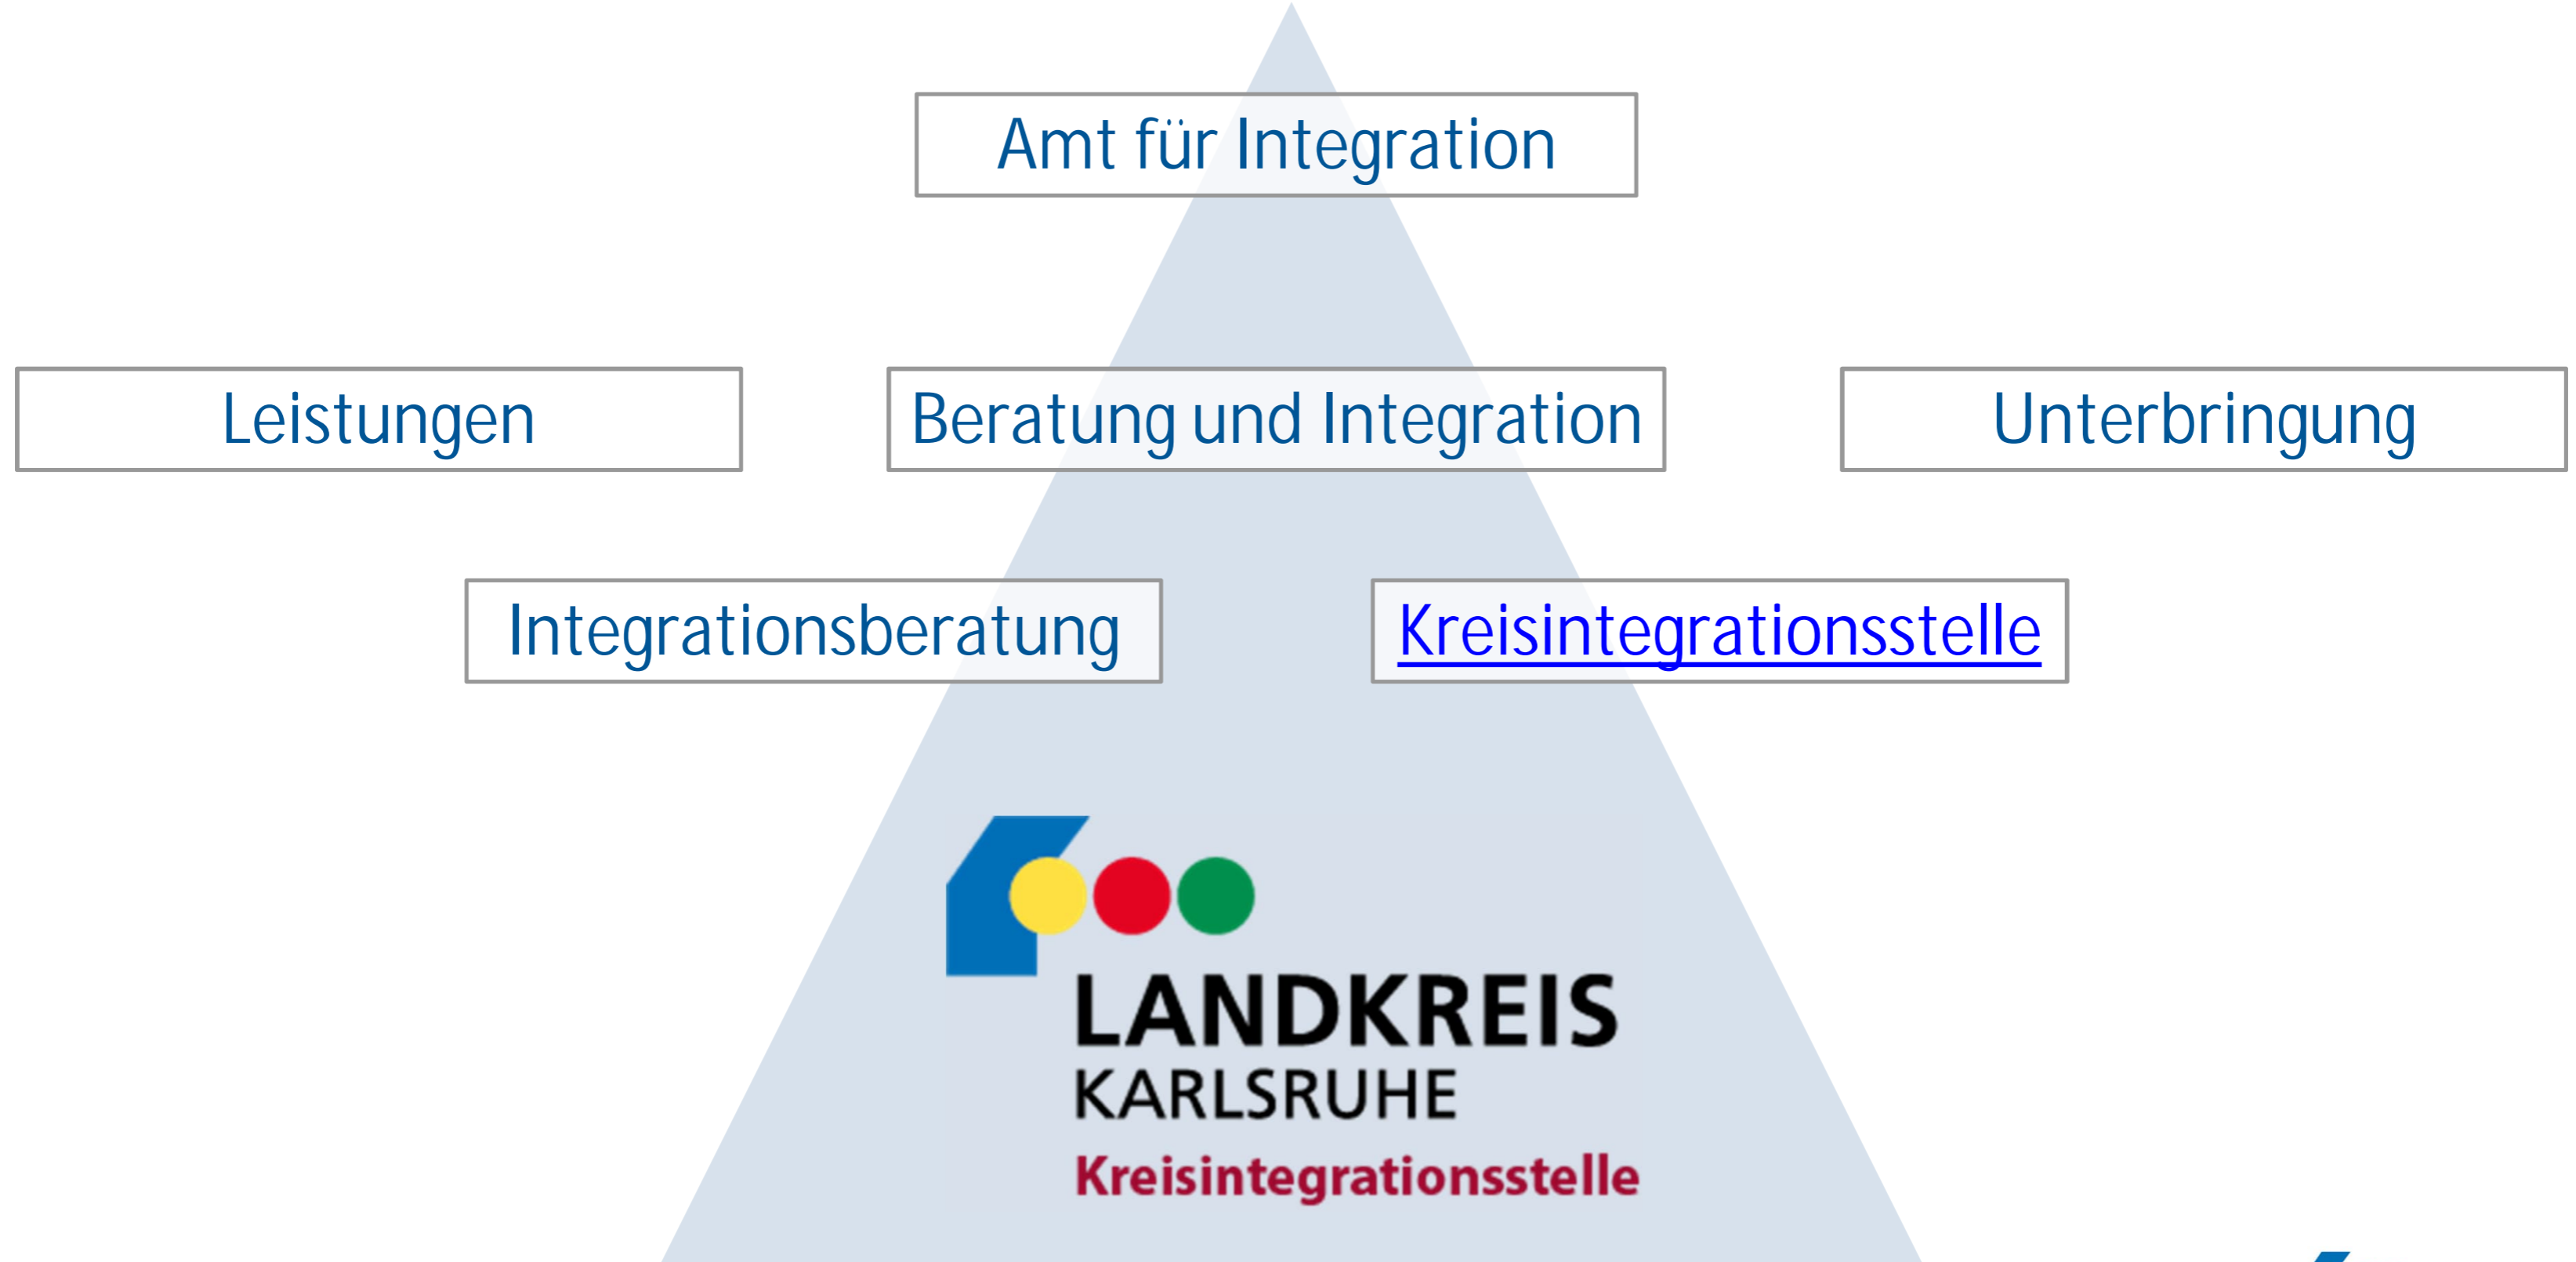 Amt für Integration
Leistungen
Beratung und Integration
Unterbringung
Integrationsberatung
Kreisintegrationsstelle
LANDKREIS
KARLSRUHE
Kreisintegrationsstelle